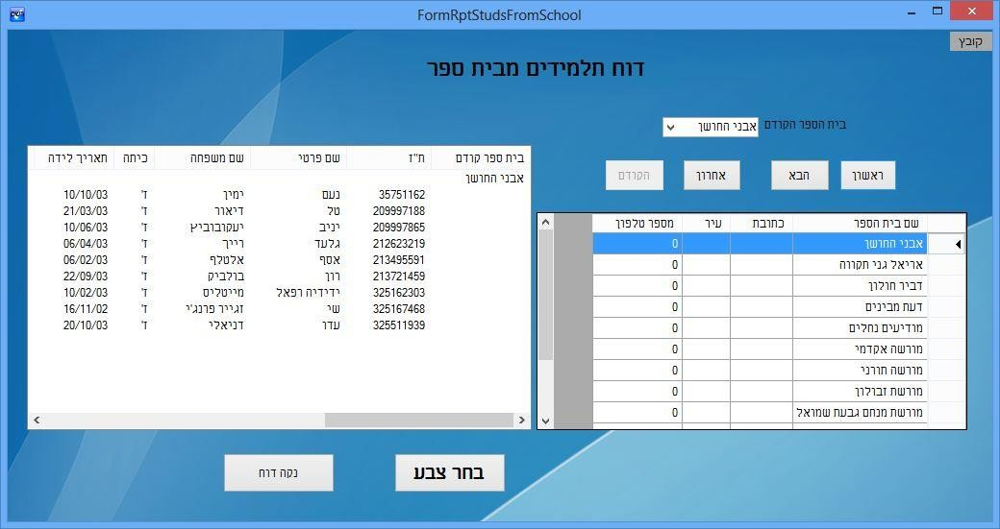 FormRptStudsFromSchool
קובץ
דוח תלמידים מבית ספר
בית הספר הקודם אבני החושן
ראשון הבא אחרון הקודם
שם בית הספר כתובת עיר מספר טלפון
אבני החושן 0
אריאל גני תקווה 0
דביר חולון 0
דעת מבינים 0
מודיעים נחלים 0
מורשה אקדמי 0
מורשה תורני 0
מורשת זבולון 0
מורשת מנחם גבעת שמואל 0
בית ספר קודם ת"ז שם פרטי שם משפחה כיתה תאריך לידה
אבני החושן
35751162 נעם ימין ז' 10/10/03
209997188 טל דיאור ז' 21/03/03
209997865 יניב יעקובוביץ ז' 10/06/03
212623219 גלעד רייך ז' 06/04/03
213495591 אסף אלטלף ז' 06/02/03
213721459 רון בולביק ז' 22/09/03
325162303 ידידיה רפאל מייטליס ז' 10/02/03
325167468 שי זגייר פרנג'י ז' 16/11/02
325511939 עדו דניאלי ז' 20/10/03
בחר צבע
נקה דוח